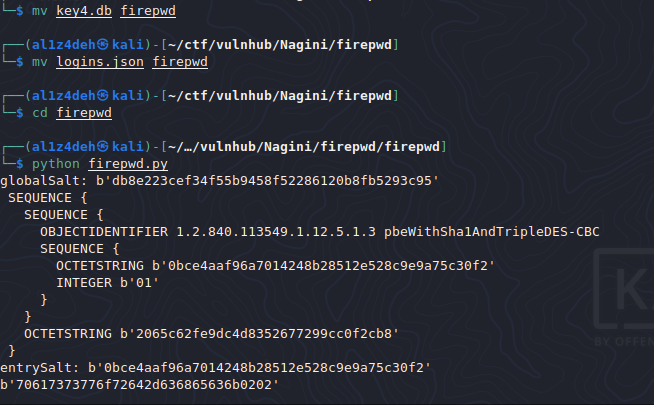 └─$ mv key4.db firepwd
┌──(al1z4deh㉿kali)-[~/ctf/vulnhub/Nagini/firepwd]
└─$ mv logins.json firepwd
┌──(al1z4deh㉿kali)-[~/ctf/vulnhub/Nagini/firepwd]
└─$ cd firepwd
┌──(al1z4deh㉿kali)-[~/…/vulnhub/Nagini/firepwd/firepwd]
└─$ python firepwd.py
globalSalt: b'db8e223cef34f55b9458f52286120b8fb5293c95'
SEQUENCE {
SEQUENCE {
OBJECTIDENTIFIER 1.2.840.113549.1.12.5.1.3 pbeWithSha1AndTripleDES-CBC
SEQUENCE {
OCTETSTRING b'0bce4aaf96a7014248b28512e528c9e9a75c30f2'
INTEGER b'01'
}
}
OCTETSTRING b'2065c62fe9dc4d8352677299cc0f2cb8'
}
entrySalt: b'0bce4aaf96a7014248b28512e528c9e9a75c30f2'
b'70617373776f72642d636865636b0202'
KA
BY OFFEN